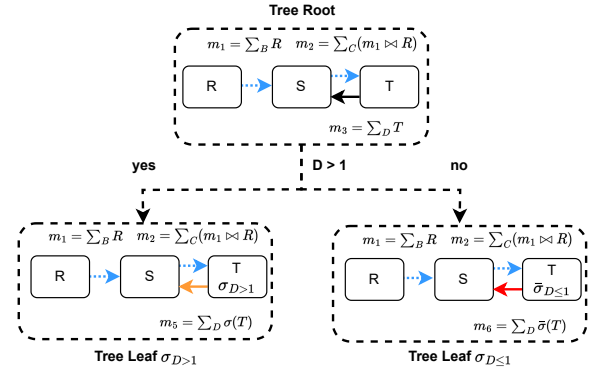 Tree Root
m₁ = ∑_B R m₂ = ∑_C(m₁ ⋈ R)
R S T
m₃ = ∑_D T
yes D > 1 no
m₁ = ∑_B R m₂ = ∑_C(m₁ ⋈ R)
R S T
σ_{D>1}
m₅ = ∑_D σ(T)
Tree Leaf σ_{D>1}
m₁ = ∑_B R m₂ = ∑_C(m₁ ⋈ R)
R S T
σ̄_{D≤1}
m₆ = ∑_D σ̄(T)
Tree Leaf σ_{D≤1}